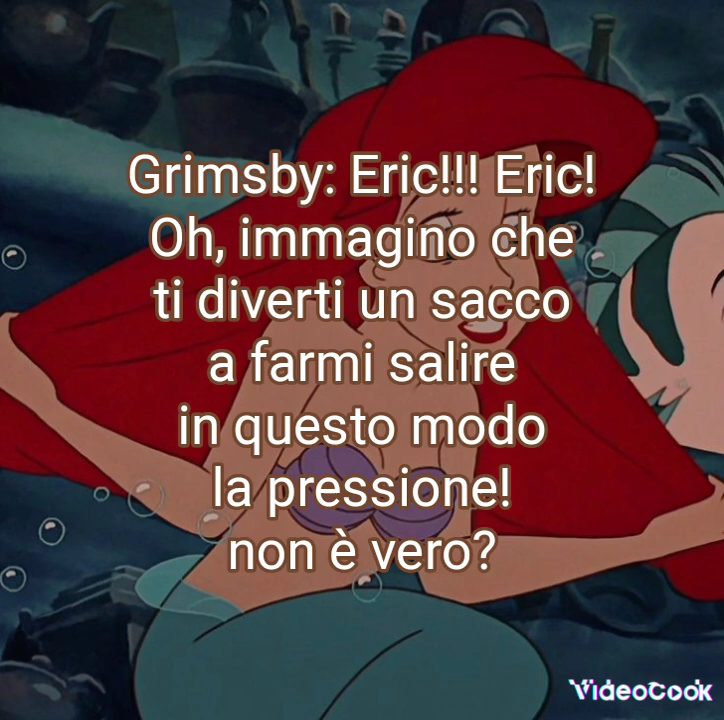 Grimsby: Eric!!! Eric!
Oh, immagino che
ti diverti un sacco
a farmi salire
in questo modo
la pressione!
non è vero?
VideoCook